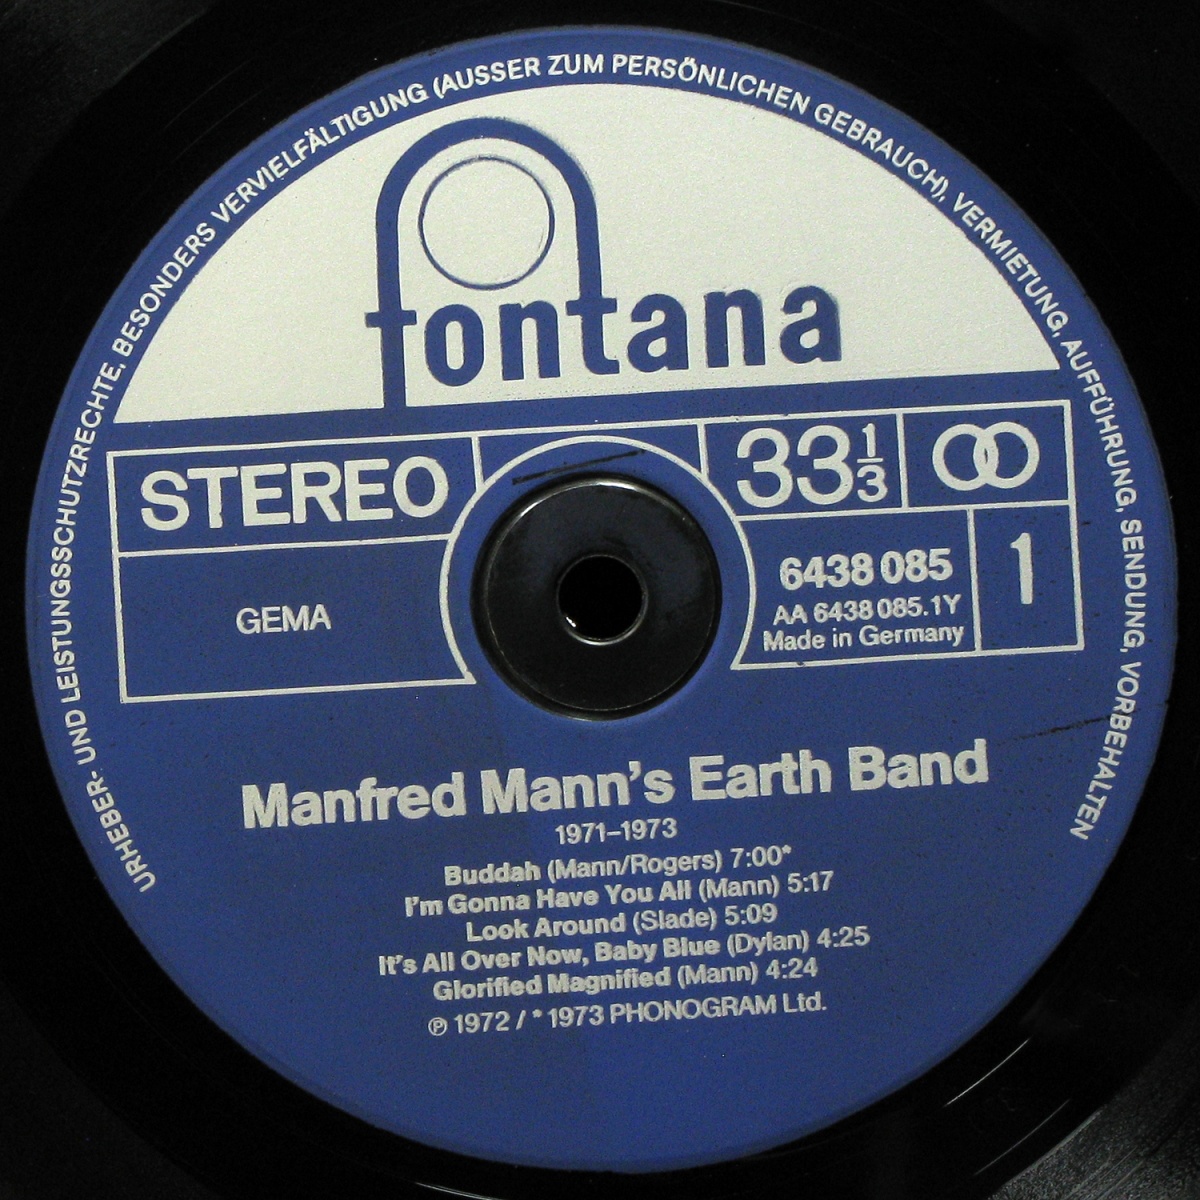 URHEBER- UND LEISTUNGSSCHUTZRECHTE, BESONDERS VERVIELFÄLTIGUNG (AUSSER ZUM PERSÖNLICHEN GEBRAUCH), VERMIETUNG, AUFFÜHRUNG, SENDUNG, VORBEHALTEN
fontana
STEREO
33 1/3
GEMA
6438 085
AA 6438 085.1Y
Made in Germany
1
Manfred Mann's Earth Band
1971–1973
Buddah (Mann/Rogers) 7:00*
I'm Gonna Have You All (Mann) 5:17
Look Around (Slade) 5:09
It's All Over Now, Baby Blue (Dylan) 4:25
Glorified Magnified (Mann) 4:24
℗ 1972 / * 1973 PHONOGRAM Ltd.